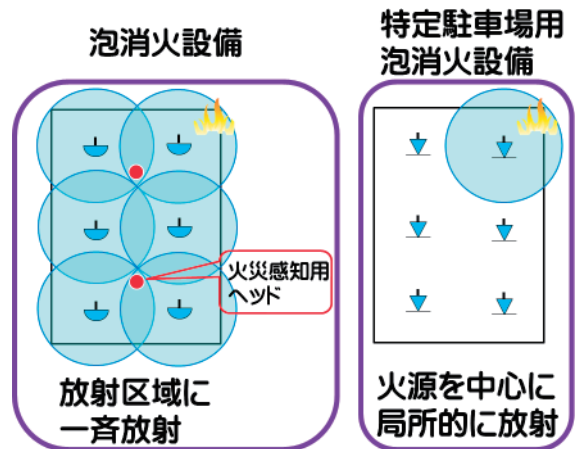 泡消火設備
火災感知用
ヘッド
放射区域に
一斉放射
特定駐車場用
泡消火設備
火源を中心に
局所的に放射